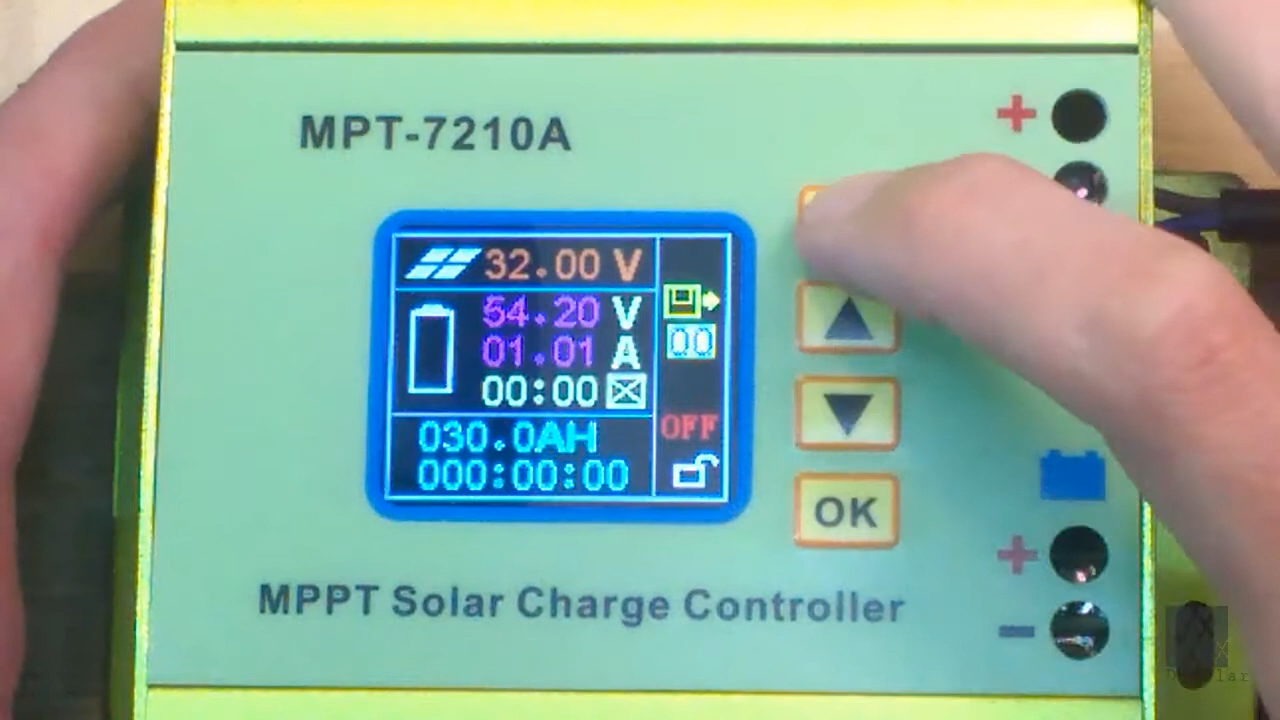 MPT-7210A
+
32.00 V
54.20 V
01.01 A
00:00
00
030.0AH
OFF
000:00:00
OK
+
-
MPPT Solar Charge Controller